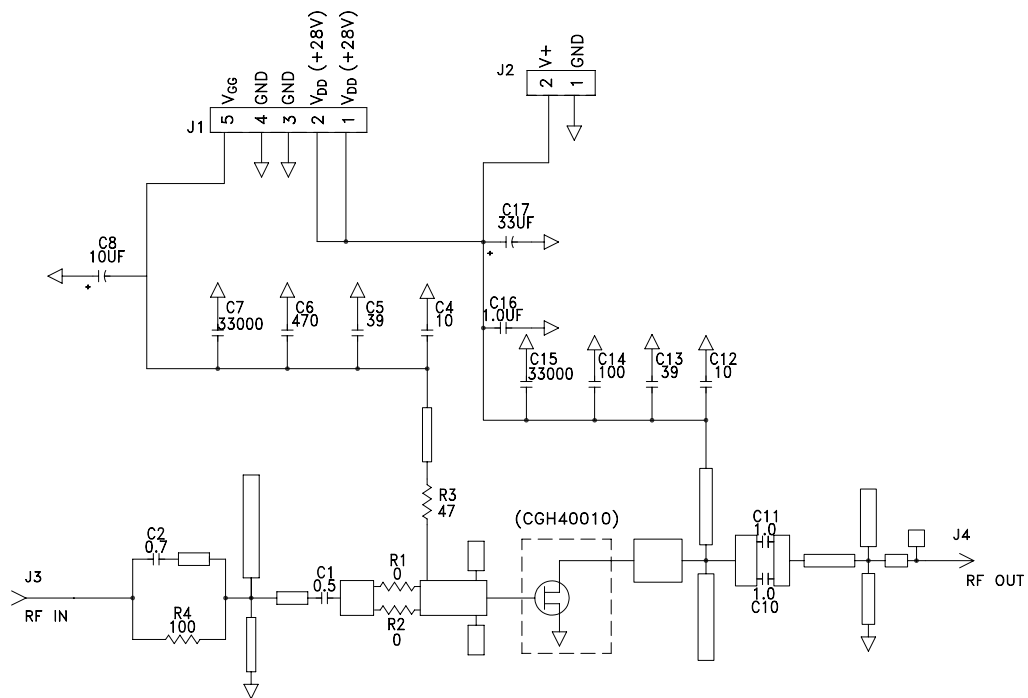 VGG
GND
GND
VDD (+28V)
VDD (+28V)
J1
5 4 3 2 1
V+
GND
J2
2 1
C17
33UF
+
C8
10UF
+
C16
1.0UF
C7
33000
C6
470
C5
39
C4
10
C15
33000
C14
100
C13
39
C12
10
R3
47
(CGH40010)
C2
0.7
J3
RF IN
R4
100
C1
0.5
R1
0
R2
0
C11
1.0
1.0
C10
J4
RF OUT